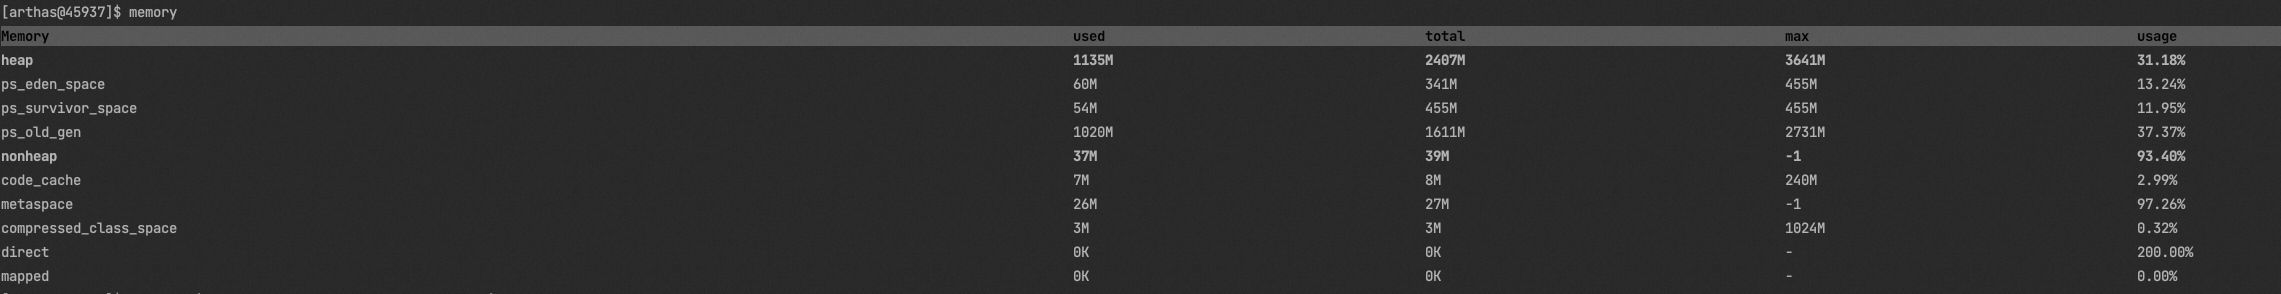 [arthas@45937]$ memory
Memory used total max usage
heap 1135M 2407M 3641M 31.18%
ps_eden_space 60M 341M 455M 13.24%
ps_survivor_space 54M 455M 455M 11.95%
ps_old_gen 1020M 1611M 2731M 37.37%
nonheap 37M 39M -1 93.40%
code_cache 7M 8M 240M 2.99%
metaspace 26M 27M -1 97.26%
compressed_class_space 3M 3M 1024M 0.32%
direct 0K 0K - 200.00%
mapped 0K 0K - 0.00%